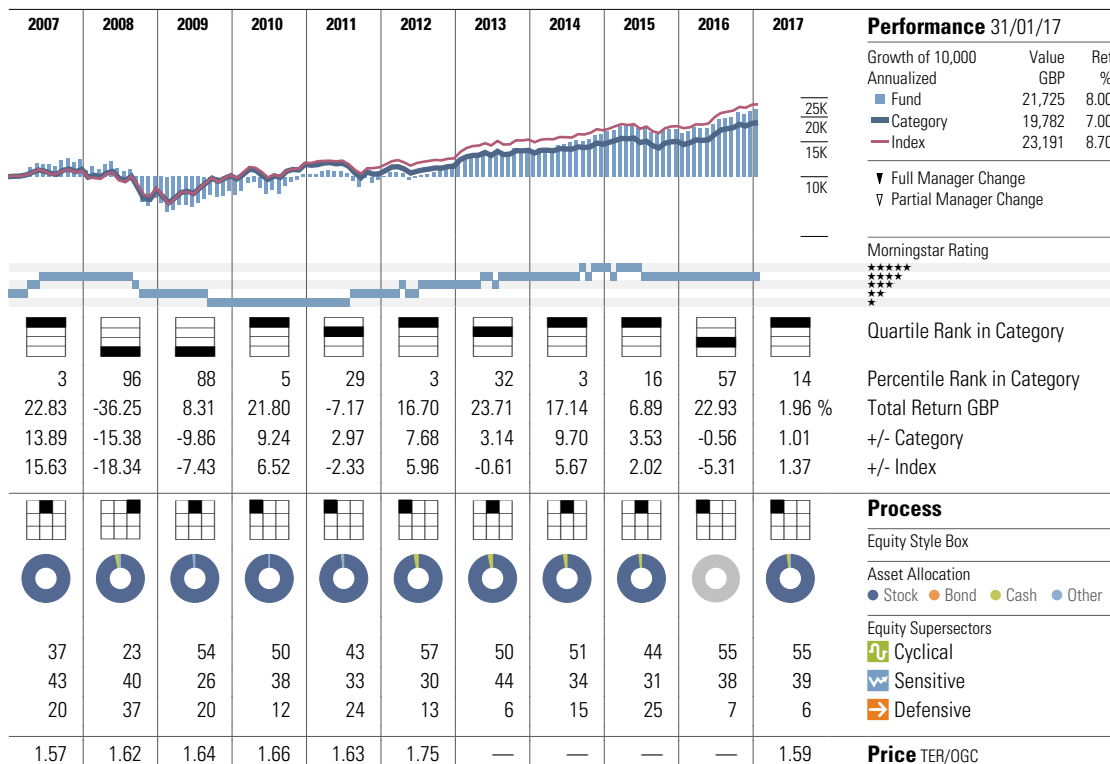 2007 2008 2009 2010 2011 2012 2013 2014 2015 2016 2017
25K
20K
15K
10K
Performance 31/01/17
Growth of 10,000 Value Ret
Annualized GBP %
Fund 21,725 8.00
Category 19,782 7.00
Index 23,191 8.70
Full Manager Change
Partial Manager Change
Morningstar Rating
★★★★★
★★★★
★★★
★★
★
Quartile Rank in Category
3 96 88 5 29 3 32 3 16 57 14 Percentile Rank in Category
22.83 -36.25 8.31 21.80 -7.17 16.70 23.71 17.14 6.89 22.93 1.96 % Total Return GBP
13.89 -15.38 -9.86 9.24 2.97 7.68 3.14 9.70 3.53 -0.56 1.01 +/- Category
15.63 -18.34 -7.43 6.52 -2.33 5.96 -0.61 5.67 2.02 -5.31 1.37 +/- Index
Process
Equity Style Box
Asset Allocation
Stock Bond Cash Other
Equity Supersectors
37 23 54 50 43 57 50 51 44 55 55 Cyclical
43 40 26 38 33 30 44 34 31 38 39 Sensitive
20 37 20 12 24 13 6 15 25 7 6 Defensive
1.57 1.62 1.64 1.66 1.63 1.75 — — — — 1.59 Price TER/OGC